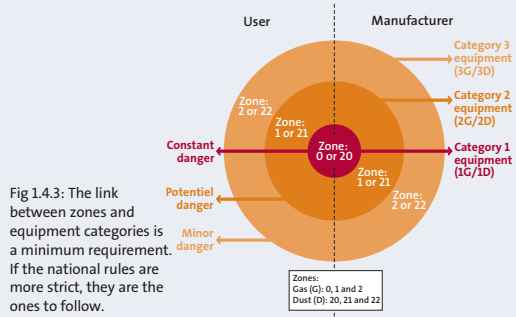 User
Manufacturer
Category 3
equipment
(3G/3D)
Zone:
2 or 22
Category 2
equipment
(2G/2D)
Zone:
1 or 21
Constant
danger
Zone:
0 or 20
Category 1
equipment
(1G/1D)
Zone:
1 or 21
Potentiel
danger
Zone:
2 or 22
Minor
danger
Fig 1.4.3: The link
between zones and
equipment categories is
a minimum requirement.
If the national rules are
more strict, they are the
ones to follow.
Zones:
Gas (G): 0, 1 and 2
Dust (D): 20, 21 and 22